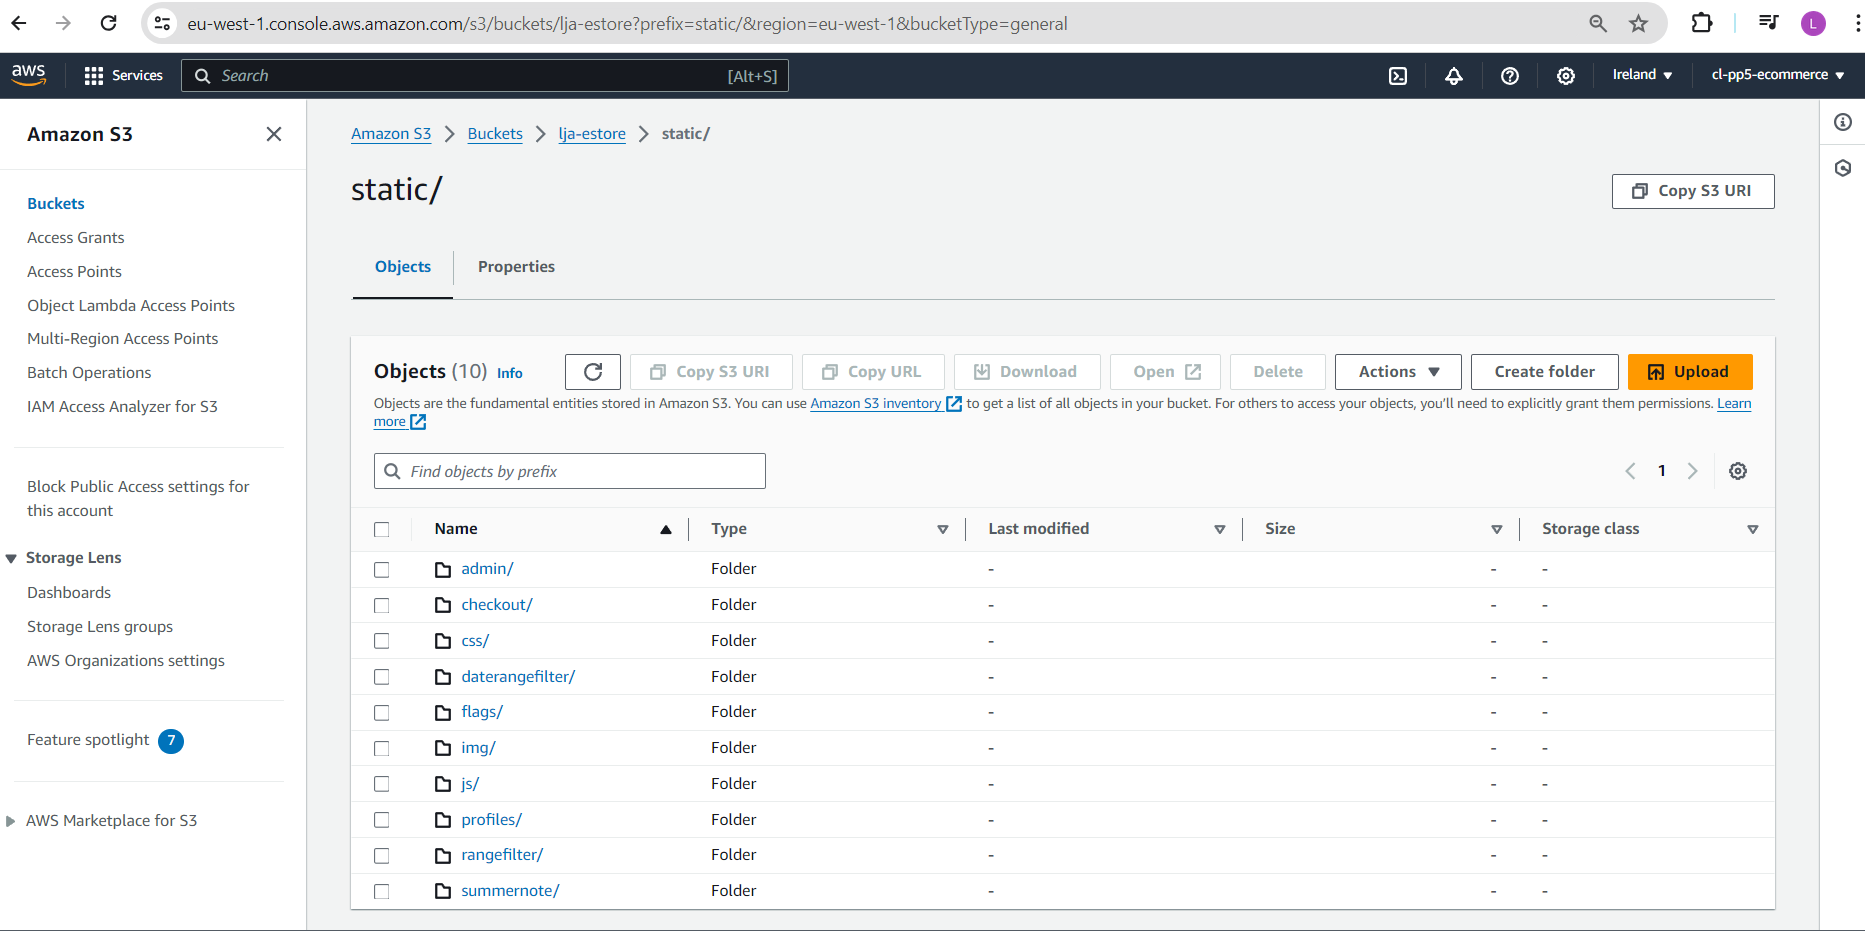 eu-west-1.console.aws.amazon.com/s3/buckets/lja-estore?prefix=static/&region=eu-west-1&bucketType=general
L
aws
Services
Search
[Alt+S]
Ireland
cl-pp5-ecommerce
Amazon S3
Buckets
Access Grants
Access Points
Object Lambda Access Points
Multi-Region Access Points
Batch Operations
IAM Access Analyzer for S3
Block Public Access settings for
this account
Storage Lens
Dashboards
Storage Lens groups
AWS Organizations settings
Feature spotlight 7
AWS Marketplace for S3
Amazon S3 Buckets lja-estore static/
static/
Copy S3 URI
Objects Properties
Objects (10) Info
Copy S3 URI Copy URL Download Open Delete Actions Create folder Upload
Objects are the fundamental entities stored in Amazon S3. You can use Amazon S3 inventory to get a list of all objects in your bucket. For others to access your objects, you'll need to explicitly grant them permissions. Learn
more
Find objects by prefix
1
Name Type Last modified Size Storage class
admin/ Folder - - -
checkout/ Folder - - -
css/ Folder - - -
daterangefilter/ Folder - - -
flags/ Folder - - -
img/ Folder - - -
js/ Folder - - -
profiles/ Folder - - -
rangefilter/ Folder - - -
summernote/ Folder - - -